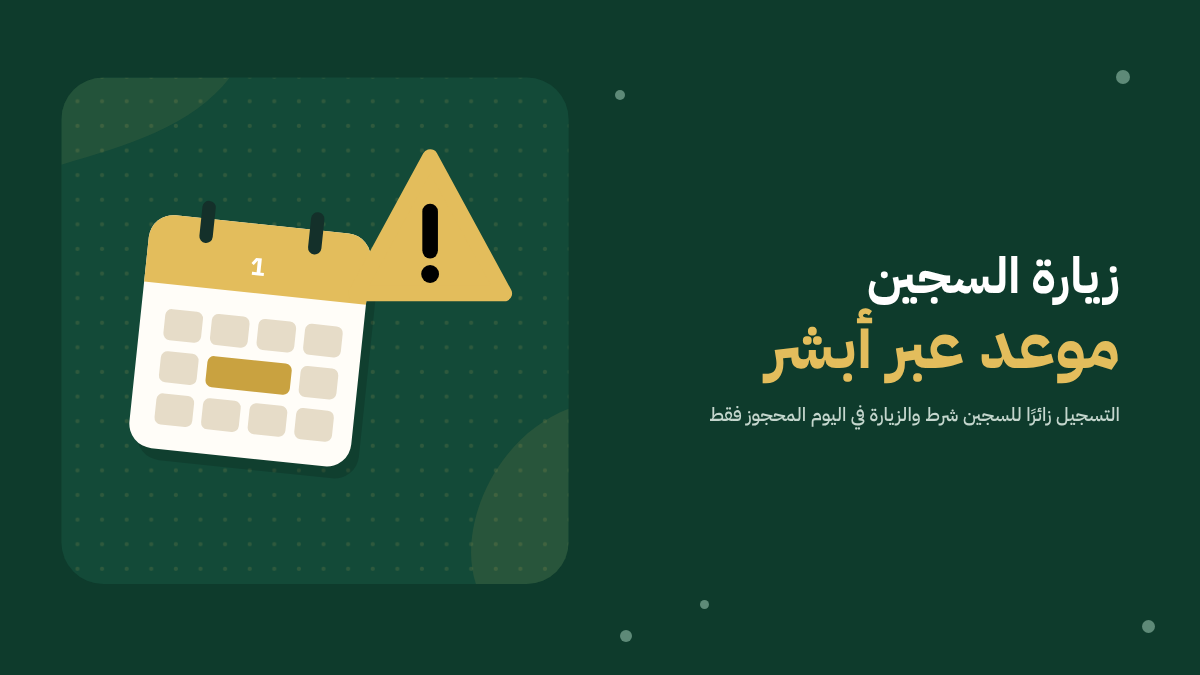 زيارة السجين
موعد عبر أبشر
التسجيل زائرًا للسجين شرط والزيارة في اليوم المحجوز فقط
1